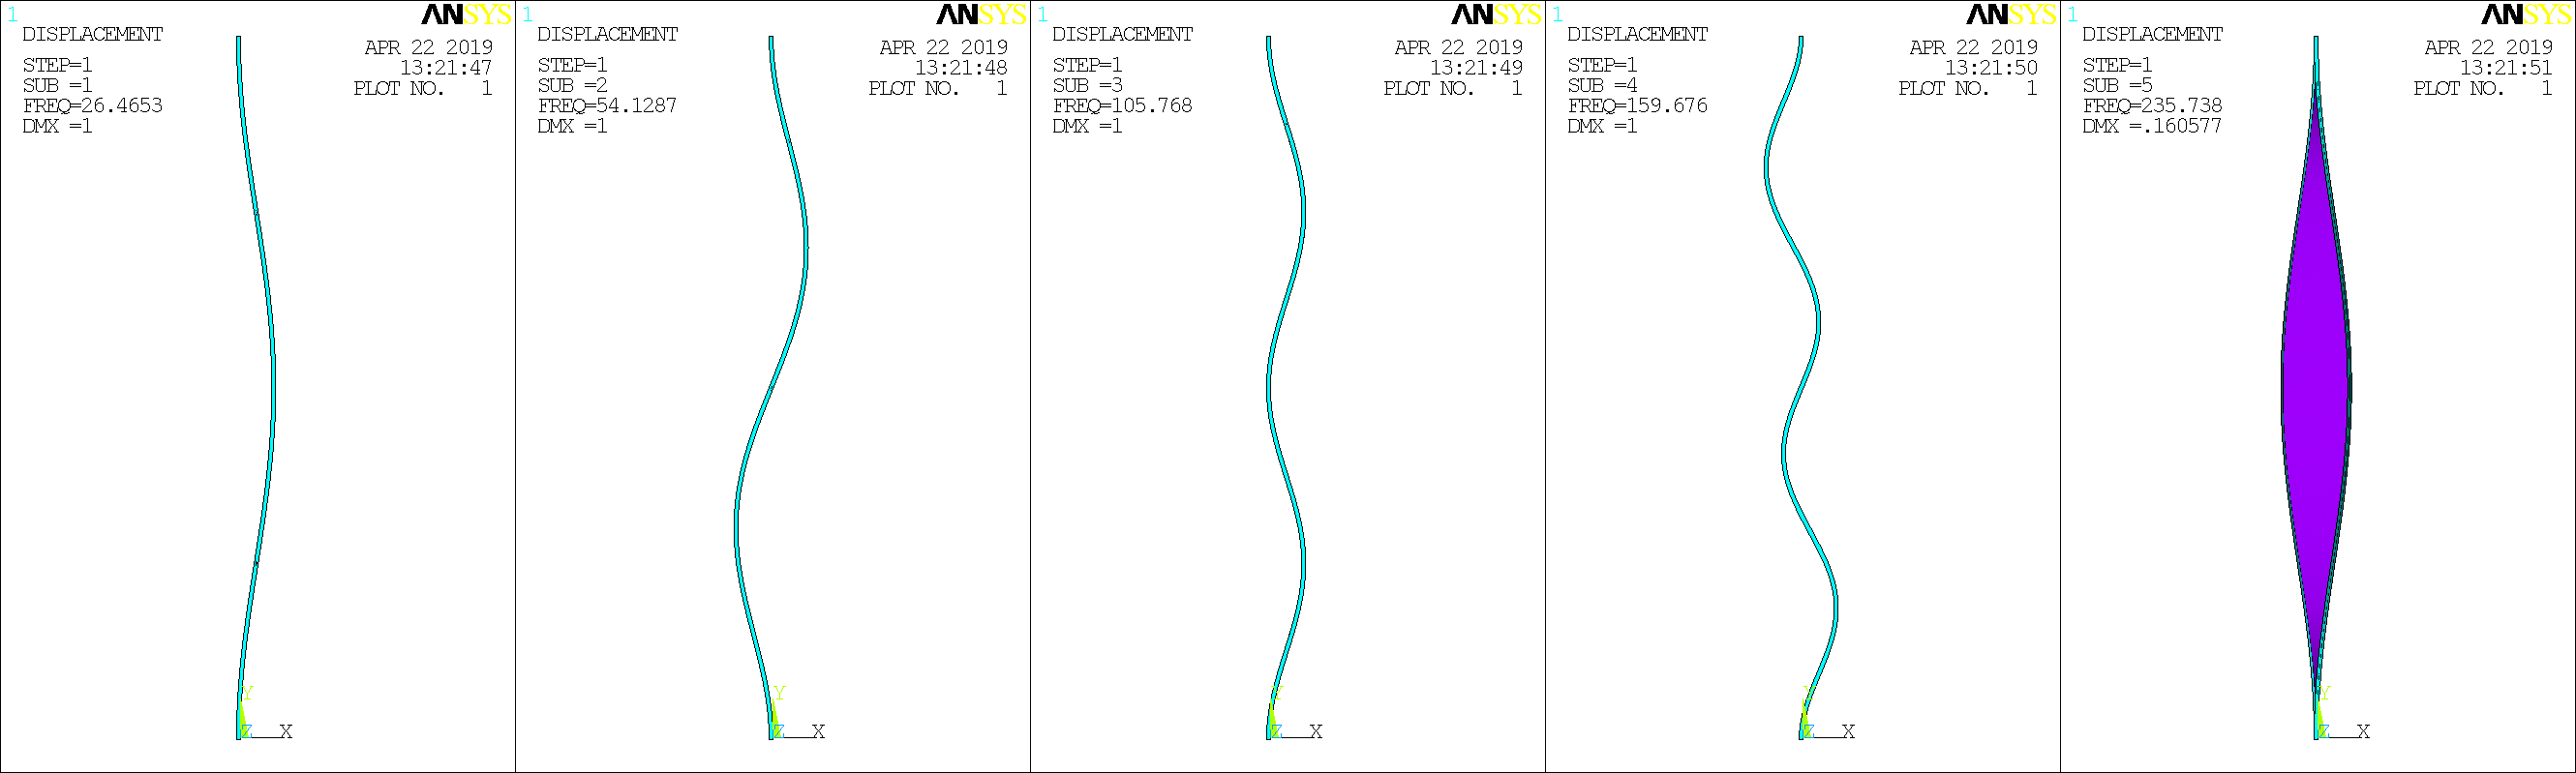 1
ANSYS
DISPLACEMENT
STEP=1
SUB =1
FREQ=26.4653
DMX =1
APR 22 2019
13:21:47
PLOT NO. 1
Y
Z X
1
ANSYS
DISPLACEMENT
STEP=1
SUB =2
FREQ=54.1287
DMX =1
APR 22 2019
13:21:48
PLOT NO. 1
Y
Z X
1
ANSYS
DISPLACEMENT
STEP=1
SUB =3
FREQ=105.768
DMX =1
APR 22 2019
13:21:49
PLOT NO. 1
Y
Z X
1
ANSYS
DISPLACEMENT
STEP=1
SUB =4
FREQ=159.676
DMX =1
APR 22 2019
13:21:50
PLOT NO. 1
Y
Z X
1
ANSYS
DISPLACEMENT
STEP=1
SUB =5
FREQ=235.738
DMX =.160577
APR 22 2019
13:21:51
PLOT NO. 1
Y
Z X